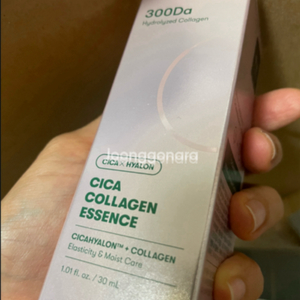 300Da
Hydrolyzed Collagen
CICA × HYALON
CICA
COLLAGEN
ESSENCE
CICAHYALON™ + COLLAGEN
Elasticity & Moist Care
1.01 fl. oz. / 30 mL